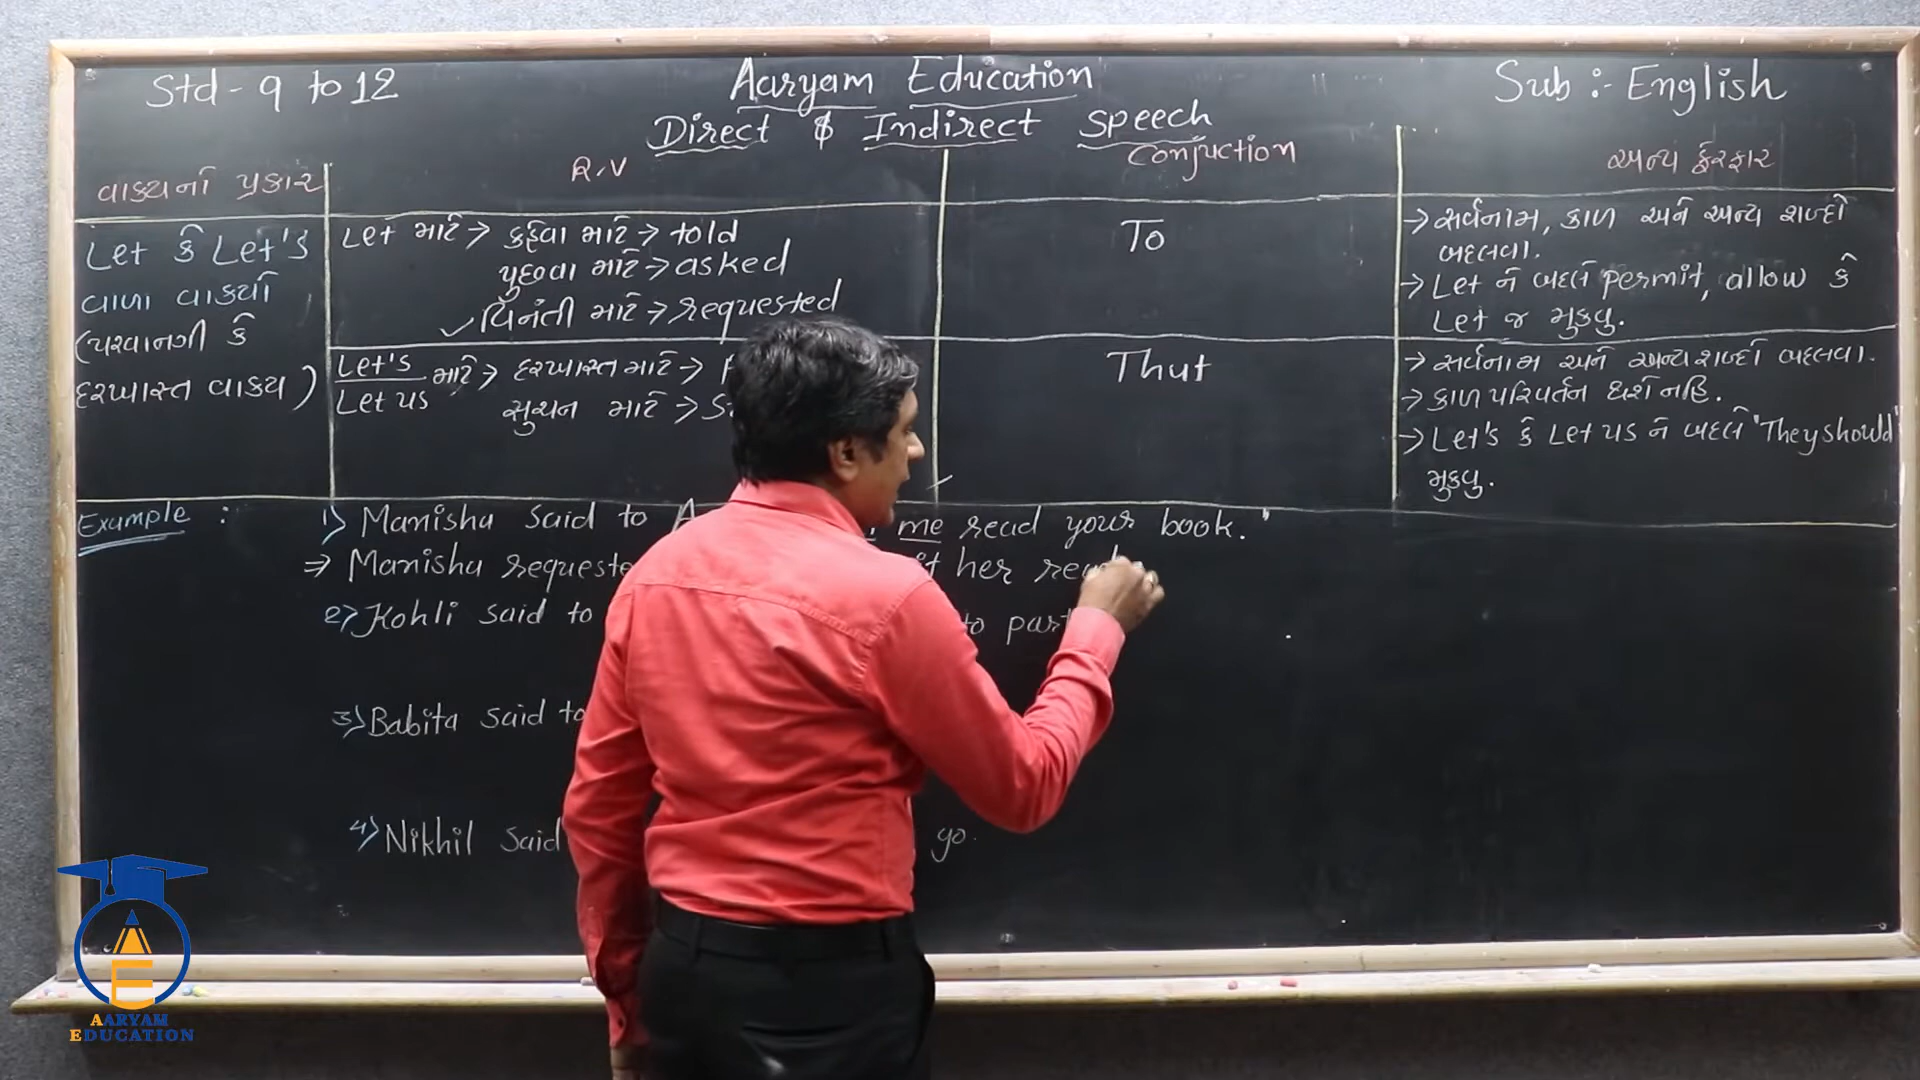 Std - 9 to 12
Aaryam Education
Sub :- English
Direct & Indirect speech
વાક્યનો પ્રકાર
R.V
Conjuction
અન્ય ફેરફાર
Let કે Let's
વાળા વાક્યો
(પરવાનગી કે
દરખાસ્ત વાક્ય)
Let માટે → કહેવા માટે → told
પુછવા માટે → asked
✓ વિનંતી માટે → requested
To
→ સર્વનામ, કાળ અને અન્ય શબ્દો
બદલવા.
→ Let ને બદલે permit, allow કે
Let જ મુકવુ.
Let's
Let us
માટે → દરખાસ્ત માટે →
સુચન માટે →
That
→ સર્વનામ અને અન્ય શબ્દો બદલવા.
→ કાળ પરિવર્તન થશે નહિ.
→ Let's કે Let us ને બદલે "They should"
મુકવુ.
Example :
1) Manisha said to me read your book."
⇒ Manisha her
2) Kohli said to to
3) Babita said to
4) Nikhil said go.
AARYAM
EDUCATION